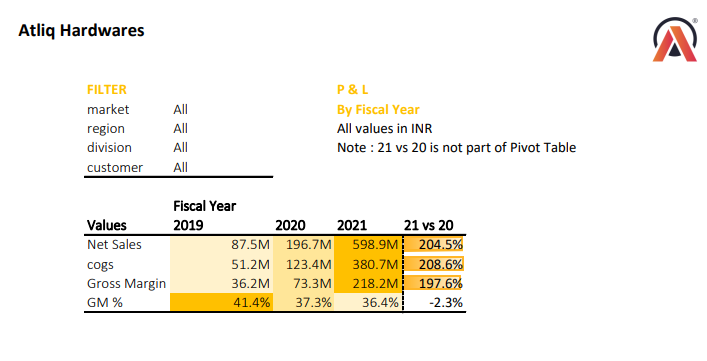 Atliq Hardwares
®
FILTER
market All
region All
division All
customer All
P & L
By Fiscal Year
All values in INR
Note : 21 vs 20 is not part of Pivot Table
Fiscal Year
Values 2019 2020 2021 21 vs 20
Net Sales 87.5M 196.7M 598.9M 204.5%
cogs 51.2M 123.4M 380.7M 208.6%
Gross Margin 36.2M 73.3M 218.2M 197.6%
GM % 41.4% 37.3% 36.4% -2.3%